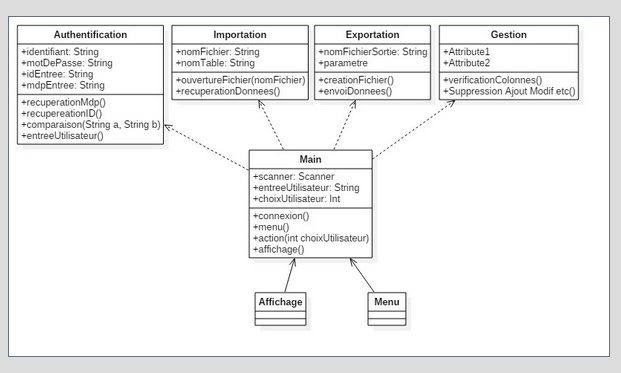 Authentification
+identifiant: String
+motDePasse: String
+idEntree: String
+mdpEntree: String
+recuperationMdp()
+recupereationID()
+comparaison(String a, String b)
+entreeUtilisateur()
Importation
+nomFichier: String
+nomTable: String
+ouvertureFichier(nomFichier)
+recuperationDonnees()
Exportation
+nomFichierSortie: String
+parametre
+creationFichier()
+envoiDonnees()
Gestion
+Attribute1
+Attribute2
+verificationColonnes()
+Suppression Ajout Modif etc()
Main
+scanner: Scanner
+entreeUtilisateur: String
+choixUtilisateur: Int
+connexion()
+menu()
+action(int choixUtilisateur)
+affichage()
Affichage
Menu